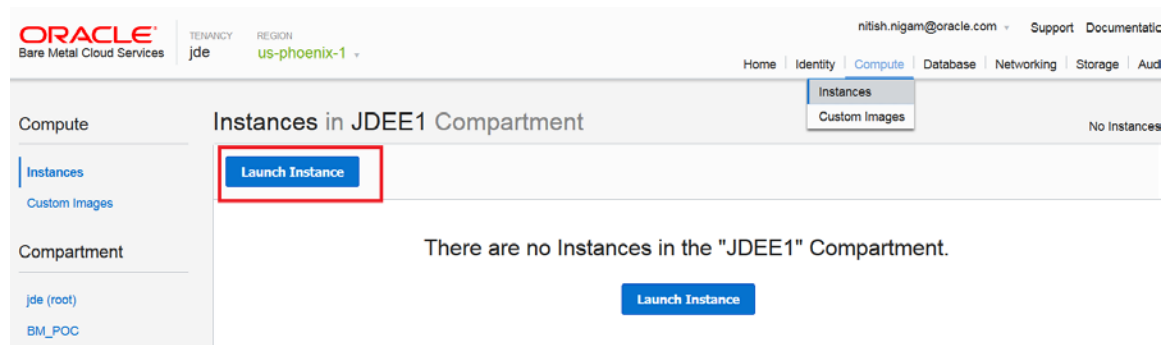 ORACLE®
Bare Metal Cloud Services
TENANCY
jde
REGION
us-phoenix-1
nitish.nigam@oracle.com
Support
Home
Identity
Compute
Database
Networking
Storage
Instances
Custom Images
Compute
Instances
Custom Images
Compartment
jde (root)
BM_POC
Instances in JDEE1 Compartment
No Instances
Launch Instance
There are no Instances in the "JDEE1" Compartment.
Launch Instance